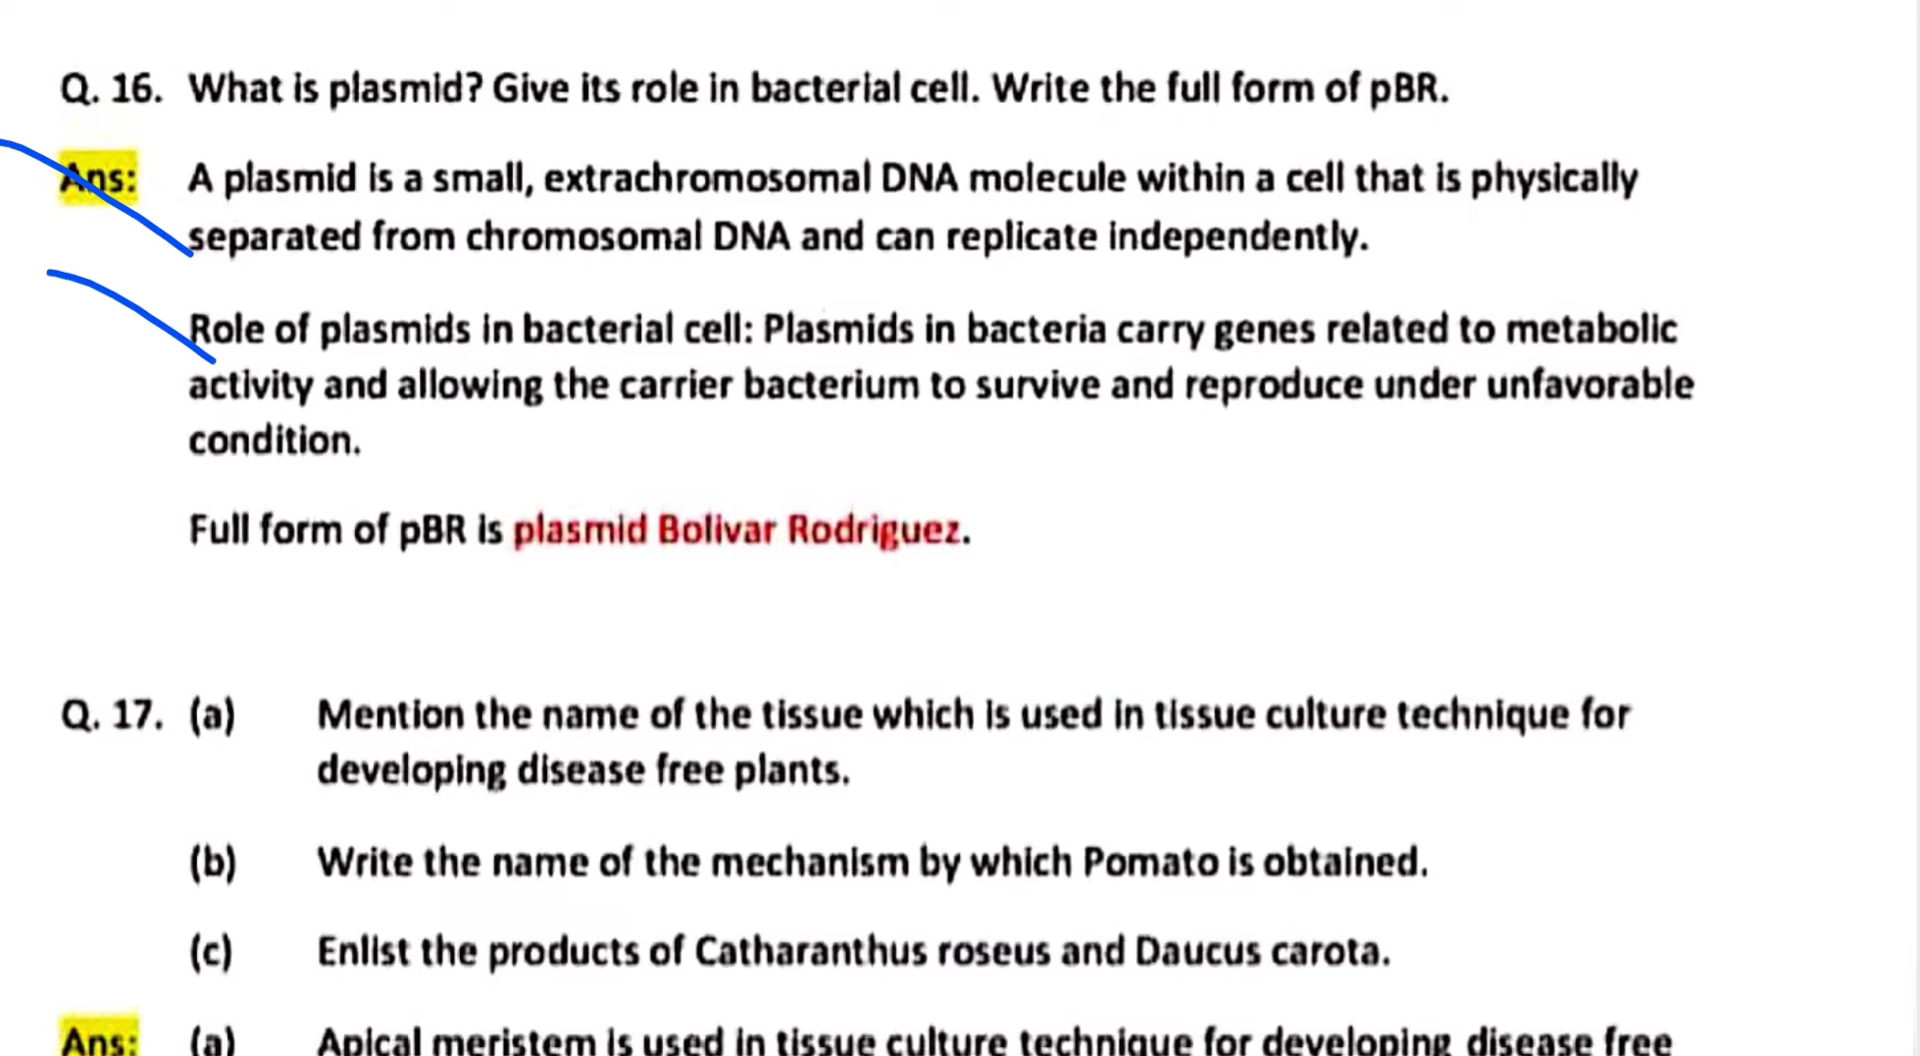 Q. 16. What is plasmid? Give its role in bacterial cell. Write the full form of pBR.
Ans: A plasmid is a small, extrachromosomal DNA molecule within a cell that is physically
separated from chromosomal DNA and can replicate independently.
Role of plasmids in bacterial cell: Plasmids in bacteria carry genes related to metabolic
activity and allowing the carrier bacterium to survive and reproduce under unfavorable
condition.
Full form of pBR is plasmid Bolivar Rodriguez.
Q. 17. (a) Mention the name of the tissue which is used in tissue culture technique for
developing disease free plants.
(b) Write the name of the mechanism by which Pomato is obtained.
(c) Enlist the products of Catharanthus roseus and Daucus carota.
Ans: (a) Apical meristem is used in tissue culture technique for developing disease free